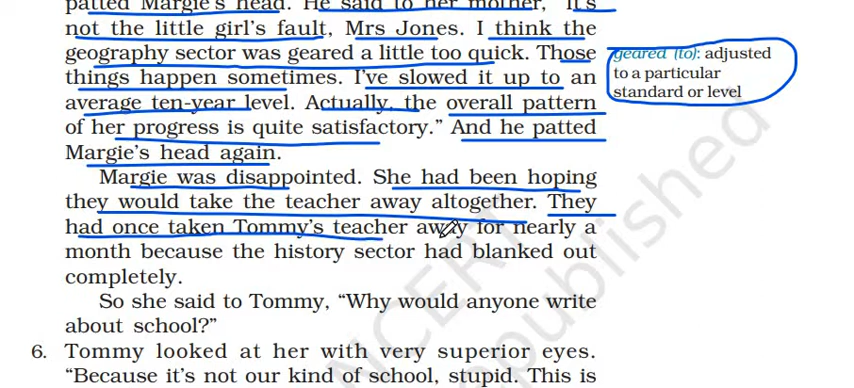 patted Margie's head. He said to her mother, "It's
not the little girl's fault, Mrs Jones. I think the
geography sector was geared a little too quick. Those
things happen sometimes. I've slowed it up to an
average ten-year level. Actually, the overall pattern
of her progress is quite satisfactory." And he patted
Margie's head again.
Margie was disappointed. She had been hoping
they would take the teacher away altogether. They
had once taken Tommy's teacher away for nearly a
month because the history sector had blanked out
completely.
So she said to Tommy, "Why would anyone write
about school?"
6. Tommy looked at her with very superior eyes.
"Because it's not our kind of school, stupid. This is
geared (to): adjusted
to a particular
standard or level
NCERT
republished